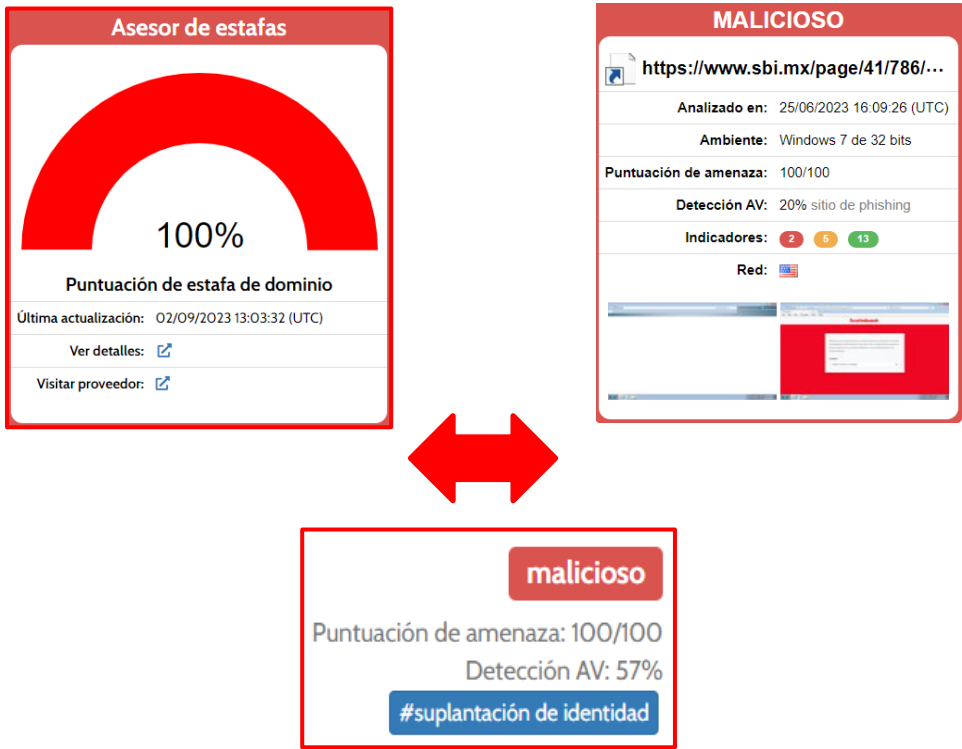 Asesor de estafas
100%
Puntuación de estafa de dominio
Última actualización: 02/09/2023 13:03:32 (UTC)
Ver detalles:
Visitar proveedor:
MALICIOSO
https://www.sbi.mx/page/41/786/...
Analizado en: 25/06/2023 16:09:26 (UTC)
Ambiente: Windows 7 de 32 bits
Puntuación de amenaza: 100/100
Detección AV: 20% sitio de phishing
Indicadores: 2 5 13
Red:
malicioso
Puntuación de amenaza: 100/100
Detección AV: 57%
#suplantación de identidad